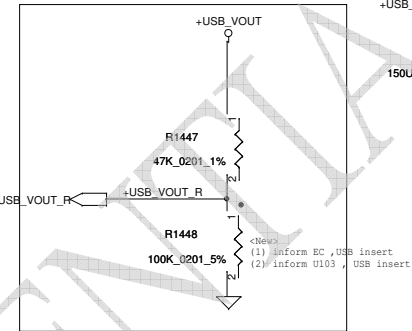 +USB_
+USB_VOUT
150U
1
R1447
47K_0201_1%
2
USB_VOUT_R
+USB_VOUT_R
1
R1448
100K_0201_5%
2
<New>
(1) inform EC ,USB insert
(2) inform U103 , USB insert